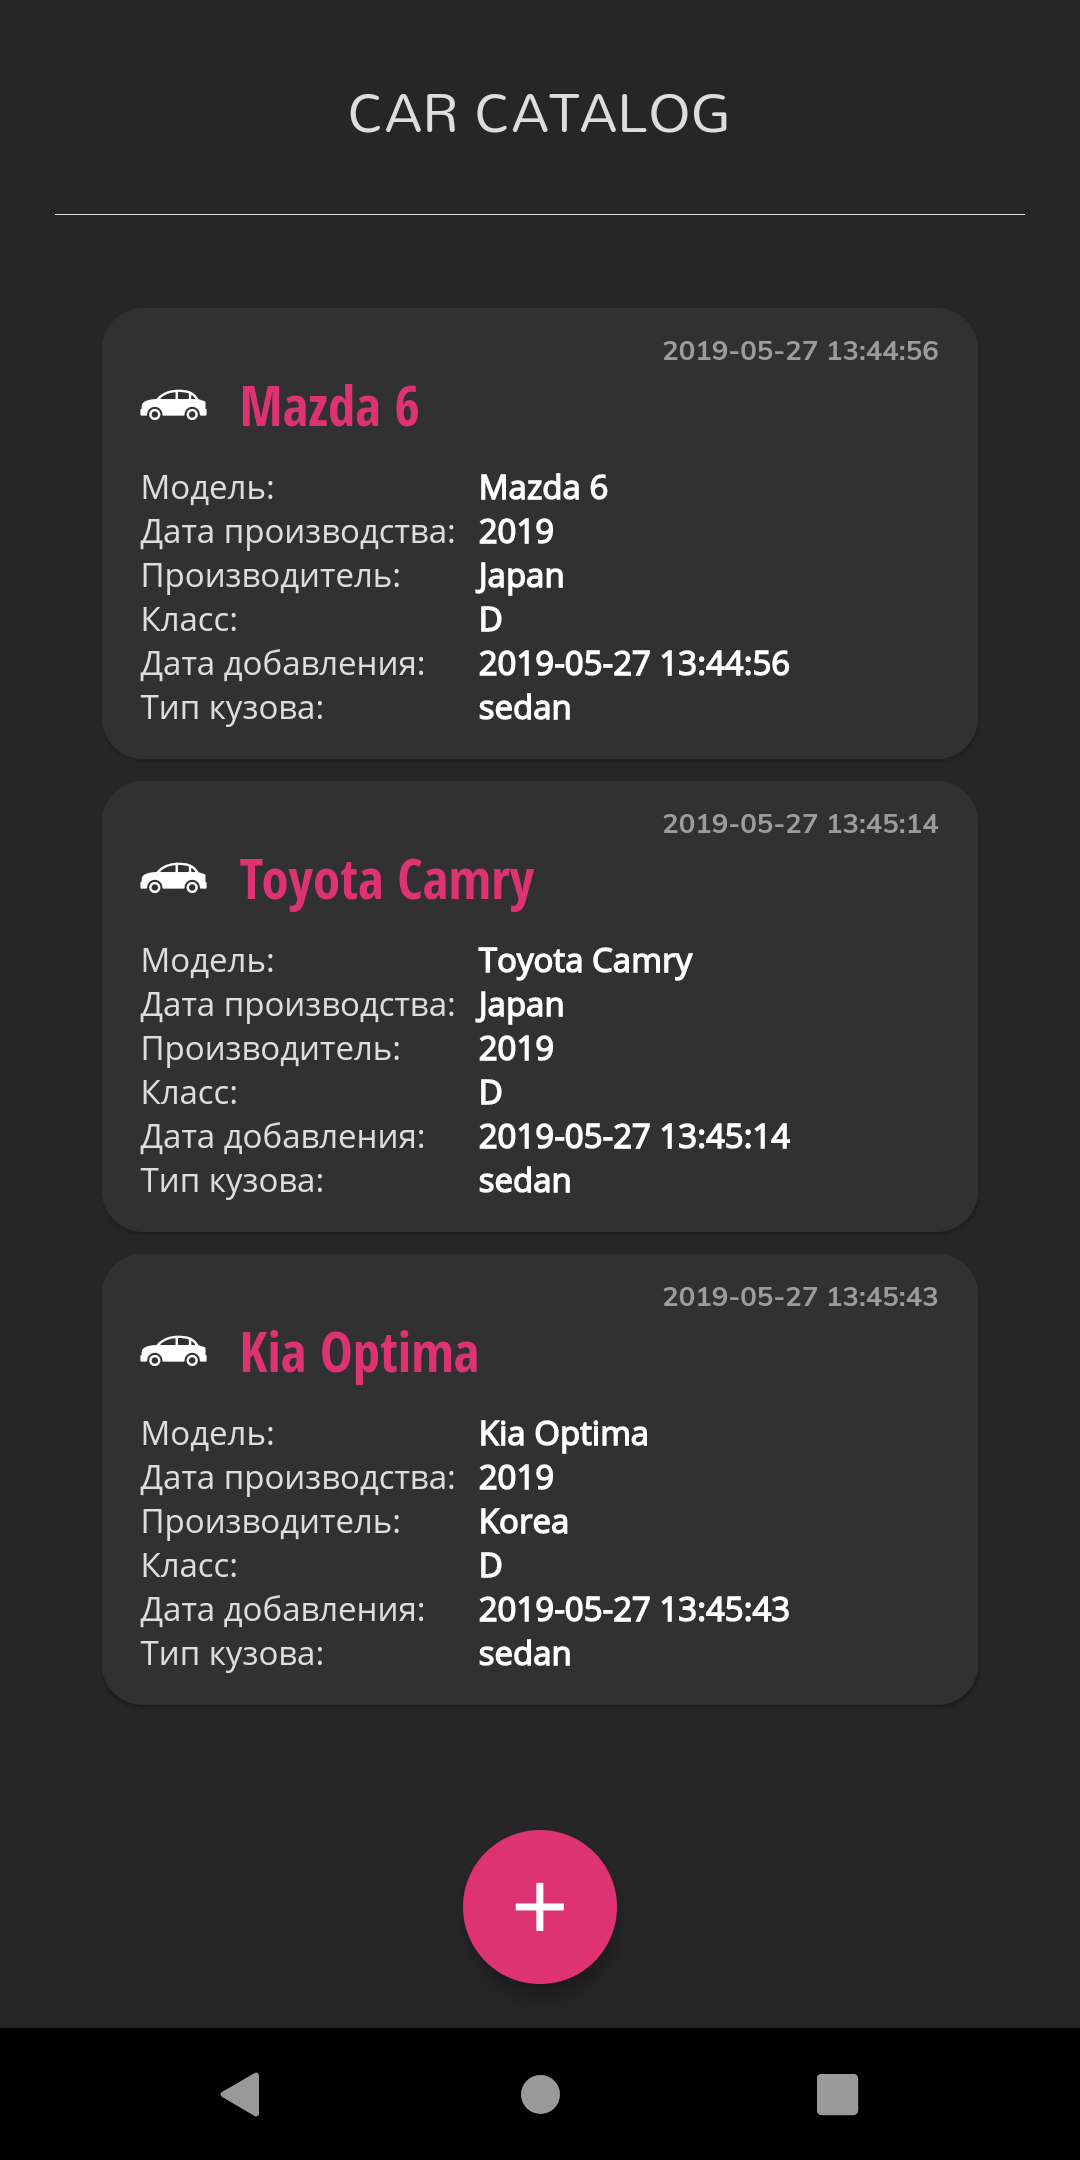 CAR CATALOG
2019-05-27 13:44:56
Mazda 6
Модель: Mazda 6
Дата производства: 2019
Производитель: Japan
Класс: D
Дата добавления: 2019-05-27 13:44:56
Тип кузова: sedan
2019-05-27 13:45:14
Toyota Camry
Модель: Toyota Camry
Дата производства: Japan
Производитель: 2019
Класс: D
Дата добавления: 2019-05-27 13:45:14
Тип кузова: sedan
2019-05-27 13:45:43
Kia Optima
Модель: Kia Optima
Дата производства: 2019
Производитель: Korea
Класс: D
Дата добавления: 2019-05-27 13:45:43
Тип кузова: sedan